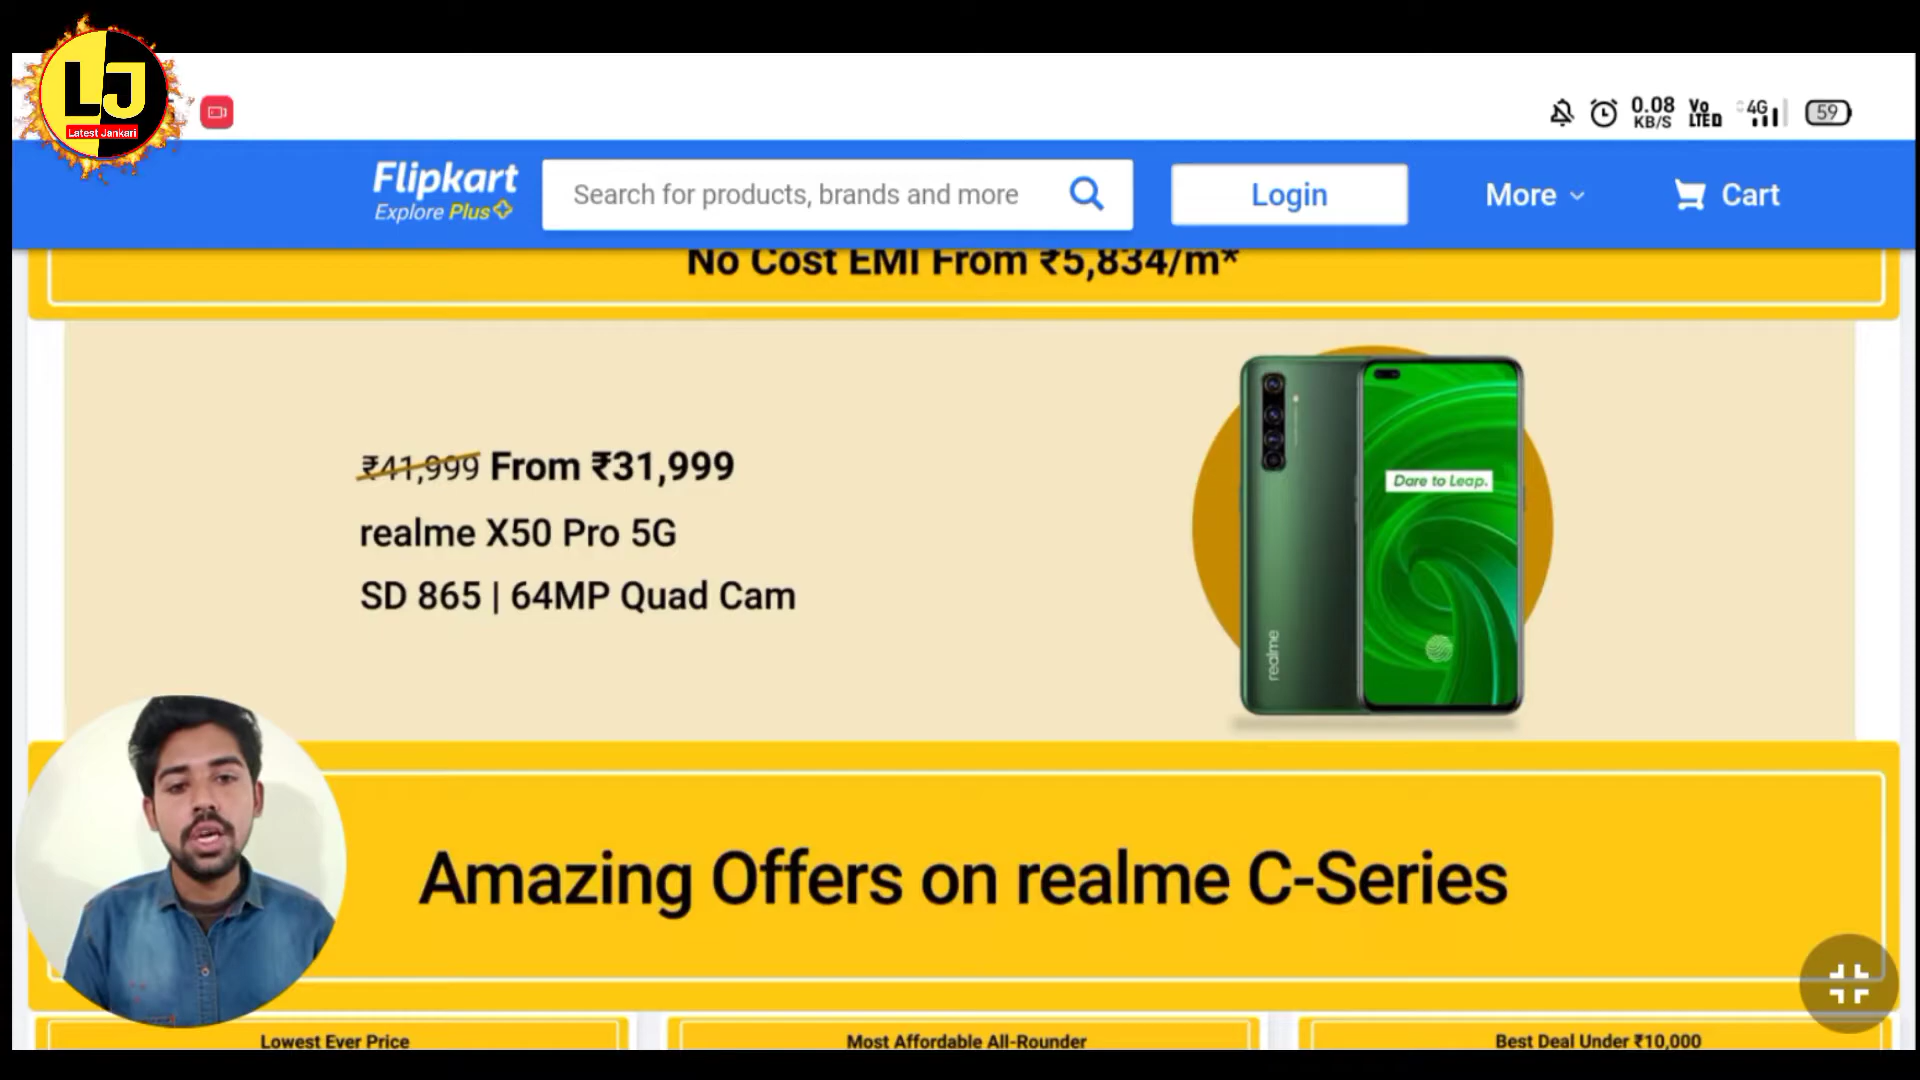 LJ
Latest Jankari
0.08
KB/S
Vo
LTE
4G
59
Flipkart
Explore Plus
Search for products, brands and more
Login
More
Cart
No Cost EMI From ₹5,834/m*
₹41,999 From ₹31,999
realme X50 Pro 5G
SD 865 | 64MP Quad Cam
Dare to Leap.
realme
Amazing Offers on realme C-Series
Lowest Ever Price
Most Affordable All-Rounder
Best Deal Under ₹10,000